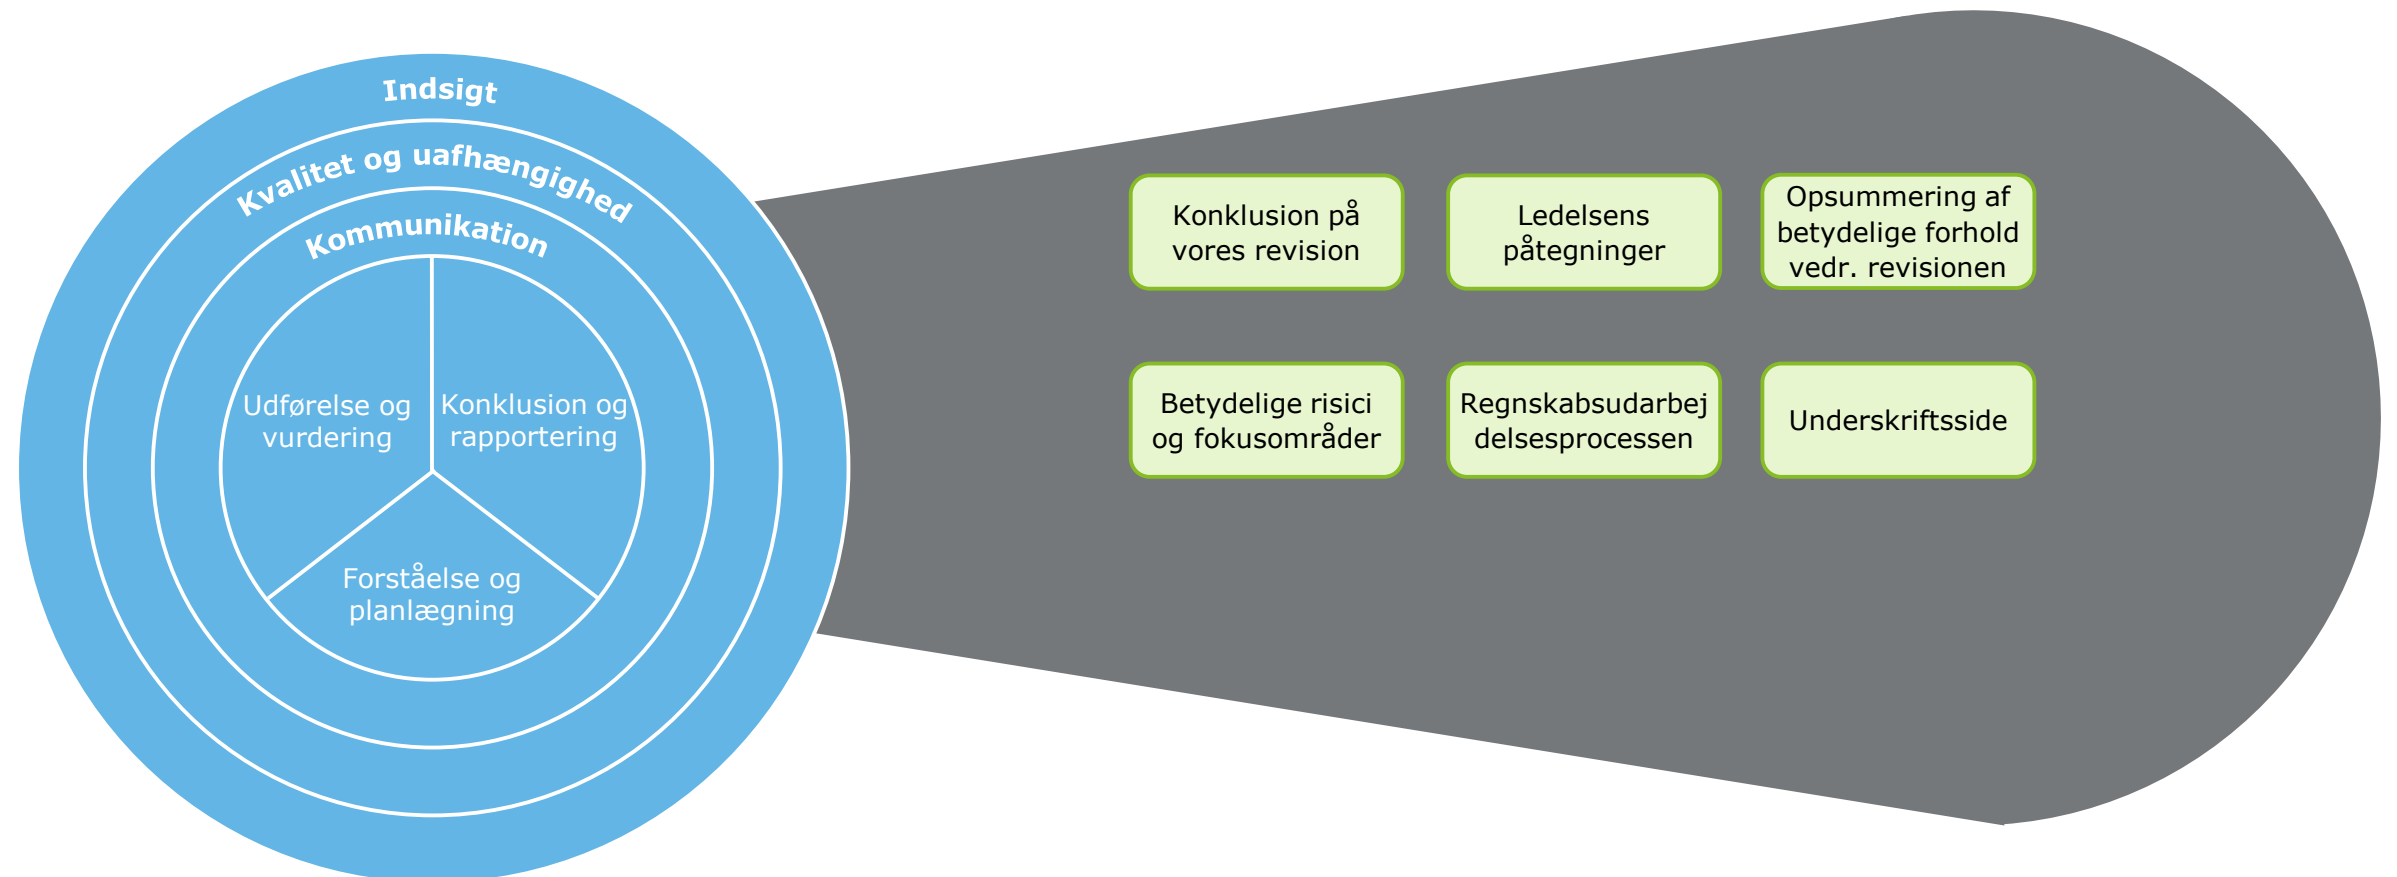 Indsigt
Kvalitet og uafhængighed
Kommunikation
Udførelse og
vurdering
Konklusion og
rapportering
Forståelse og
planlægning
Konklusion på
vores revision
Ledelsens
påtegninger
Opsummering af
betydelige forhold
vedr. revisionen
Betydelige risici
og fokusområder
Regnskabsudarbej
delsesprocessen
Underskriftsside